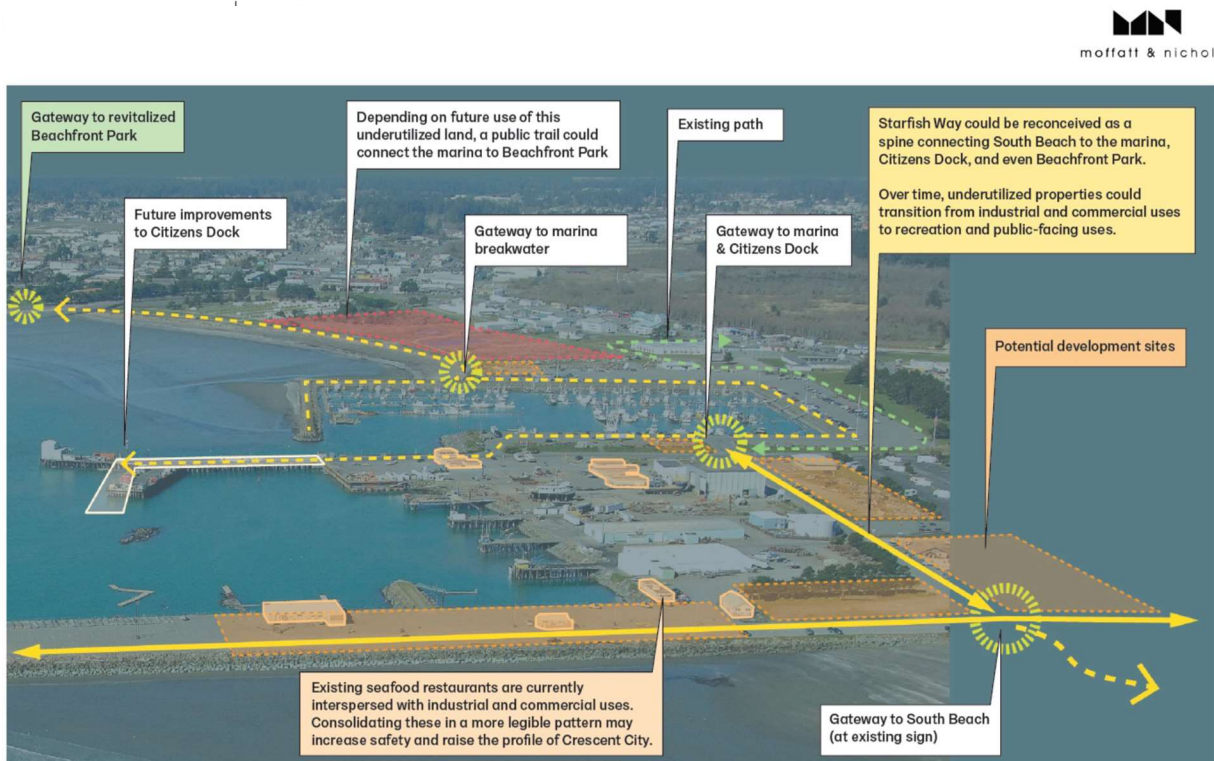 moffatt & nichol
Gateway to revitalized
Beachfront Park
Depending on future use of this
underutilized land, a public trail could
connect the marina to Beachfront Park
Existing path
Starfish Way could be reconceived as a
spine connecting South Beach to the marina,
Citizens Dock, and even Beachfront Park.
Over time, underutilized properties could
transition from industrial and commercial uses
to recreation and public-facing uses.
Future improvements
to Citizens Dock
Gateway to marina
breakwater
Gateway to marina
& Citizens Dock
Potential development sites
Existing seafood restaurants are currently
interspersed with industrial and commercial uses.
Consolidating these in a more legible pattern may
increase safety and raise the profile of Crescent City.
Gateway to South Beach
(at existing sign)